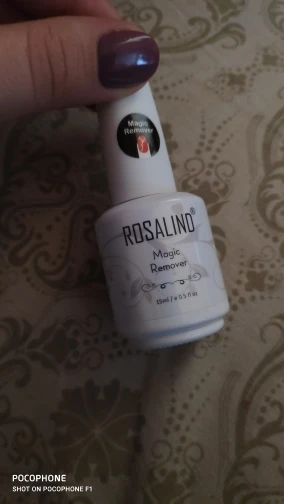 Magic
Remover
ROSALIND®
Magic
Remover
15ml / e 0.5 fl oz
POCOPHONE
SHOT ON POCOPHONE F1